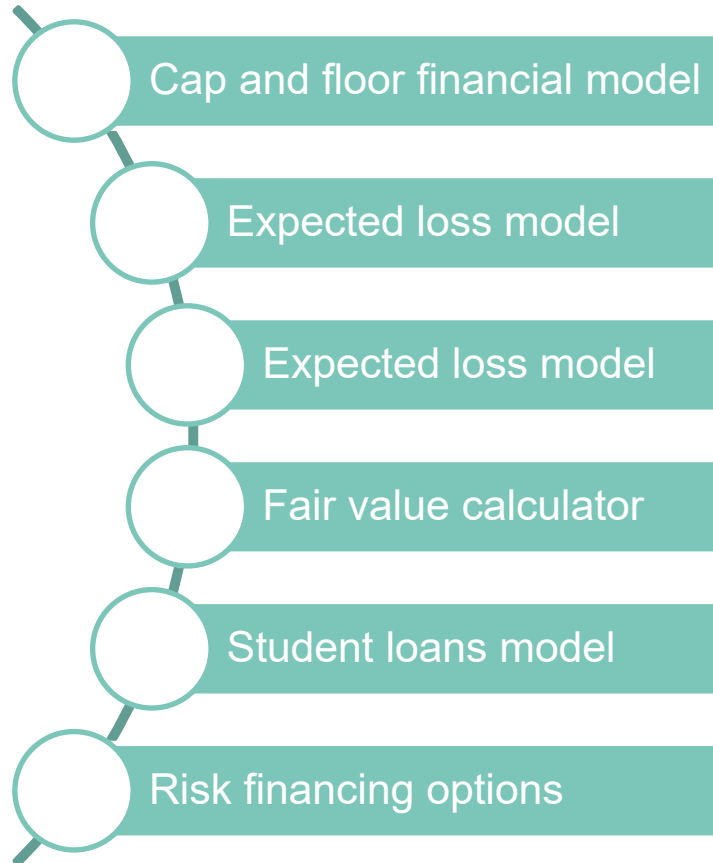 Cap and floor financial model
Expected loss model
Expected loss model
Fair value calculator
Student loans model
Risk financing options